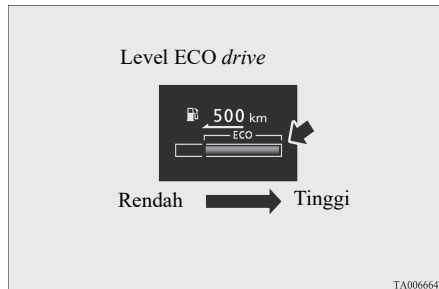 Level ECO drive
500 km
ECO
Rendah Tinggi
TA006664